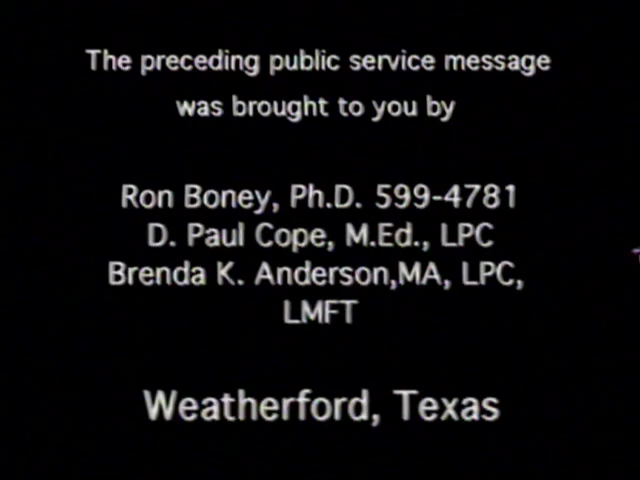 The preceding public service message
was brought to you by
Ron Boney, Ph.D. 599-4781
D. Paul Cope, M.Ed., LPC
Brenda K. Anderson,MA, LPC,
LMFT
Weatherford, Texas